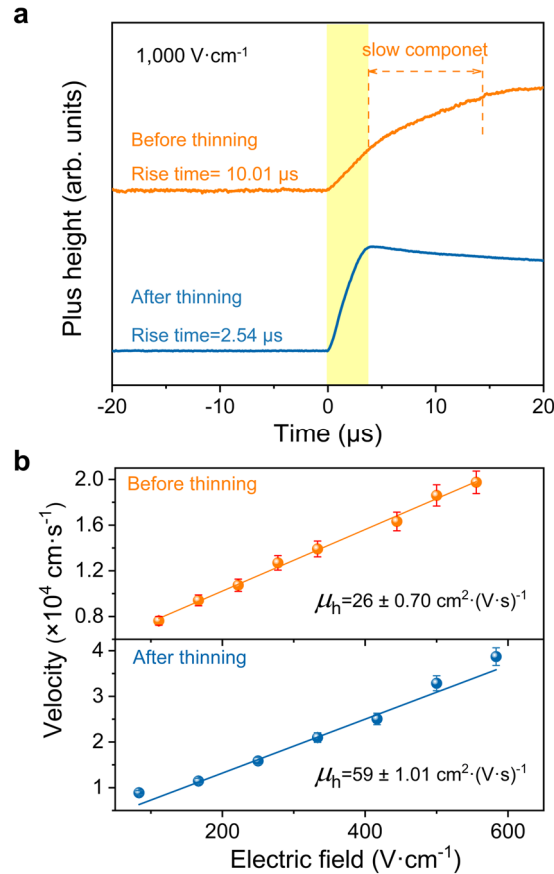 a
1,000 V·cm⁻¹
slow componet
Before thinning
Rise time= 10.01 μs
After thinning
Rise time=2.54 μs
Plus height (arb. units)
-20 -10 0 10 20
Time (μs)
b
Before thinning
2.0
1.6
1.2
0.8
μh=26 ± 0.70 cm²·(V·s)⁻¹
After thinning
4
3
2
1
μh=59 ± 1.01 cm²·(V·s)⁻¹
Velocity (×10⁴ cm·s⁻¹)
200 400 600
Electric field (V·cm⁻¹)